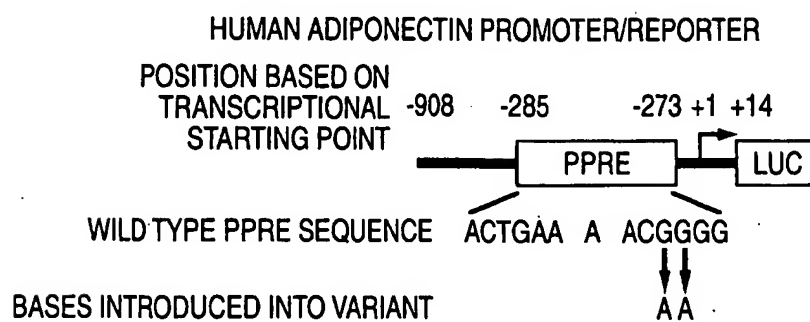 HUMAN ADIPONECTIN PROMOTER/REPORTER
POSITION BASED ON
TRANSCRIPTIONAL -908 -285 -273 +1 +14
STARTING POINT
PPRE LUC
WILD TYPE PPRE SEQUENCE ACTGAA A ACGGGG
BASES INTRODUCED INTO VARIANT AA